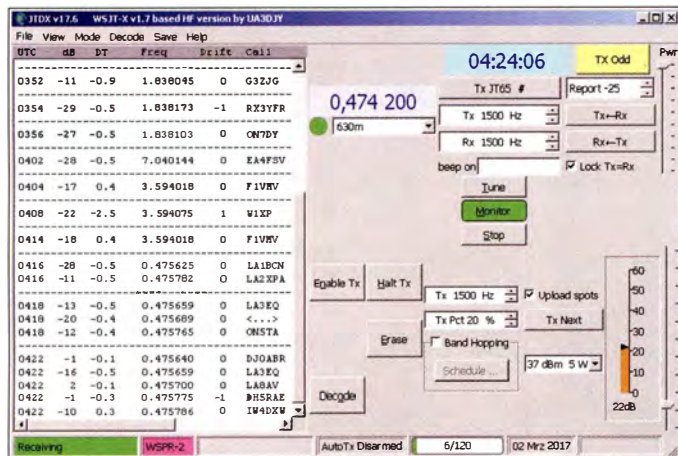 JTDX v17.6 WSJT-X v1.7 based HF version by UA3DJY
File View Mode Decode Save Help
UTC dB DT Freq Drift Call
0352 -11 -0.9 1.838045 0 G3ZJG
0354 -29 -0.5 1.838173 -1 RX3YFR
0356 -27 -0.5 1.838103 0 ON7DY
0402 -28 -0.5 7.040144 0 EA4FSV
0404 -17 0.4 3.594018 0 F1VMV
0408 -22 -2.5 3.594075 1 W1XP
0414 -18 0.4 3.594018 0 F1VMV
0416 -28 -0.5 0.475625 0 LA1BCN
0416 -11 -0.5 0.475782 0 LA2XPA
0418 -13 -0.5 0.475659 0 LA3EQ
0418 -20 -0.4 0.475689 0 <...>
0418 -12 -0.4 0.475765 0 ON5TA
0422 -1 -0.1 0.475640 0 DJ0ABR
0422 -16 -0.5 0.475659 0 LA3EQ
0422 2 -0.1 0.475700 0 LA8AV
0422 -1 -0.3 0.475775 -1 DH5RAE
0422 -10 0.3 0.475786 0 IW4DXW
04:24:06
TX Odd
Pwr
0,474 200
630m
Tx JT65 #
Report -25
Tx 1500 Hz
Tx←Rx
Rx 1500 Hz
Rx←Tx
beep on
Lock Tx=Rx
Tune
Monitor
Stop
Enable Tx
Halt Tx
Tx 1500 Hz
Upload spots
Tx Pct 20 %
Tx Next
Erase
Band Hopping
Schedule ...
37 dBm 5 W
Decode
60
50
40
30
20
10
0
22dB
Receiving
WSPR-2
AutoTx Disarmed
6/120
02 Mrz 2017